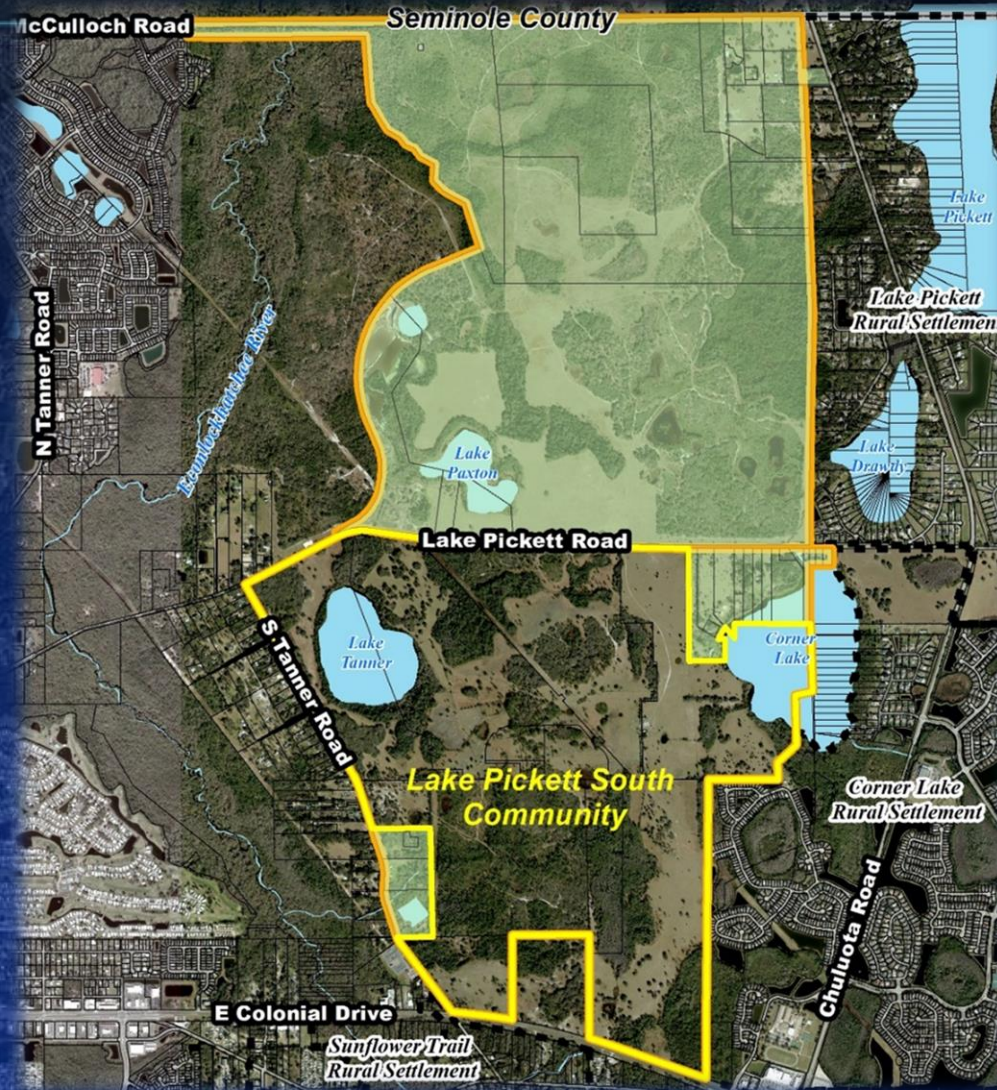 McCulloch Road
Seminole County
Lake
Pickett
Lake Pickett
Rural Settlement
N Tanner Road
Econlockhatchee River
Lake
Paxton
Lake
Drawdy
Lake Pickett Road
S Tanner Road
Lake
Tanner
Corner
Lake
Lake Pickett South
Community
Corner Lake
Rural Settlement
Chuluota Road
E Colonial Drive
Sunflower Trail
Rural Settlement